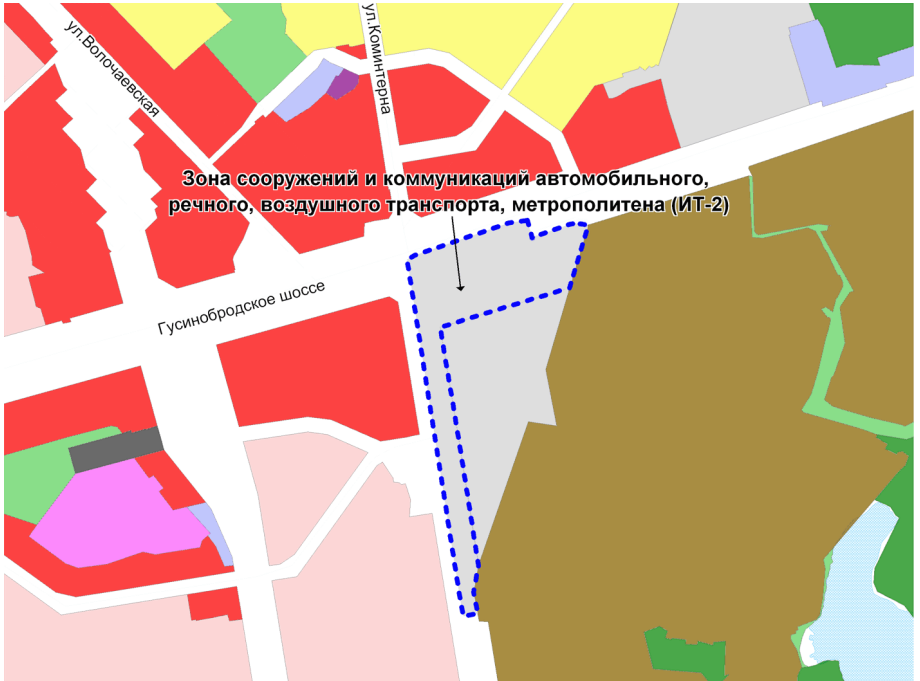 ул.Волочаевская
ул.Коминтерна
Зона сооружений и коммуникаций автомобильного,
речного, воздушного транспорта, метрополитена (ИТ-2)
Гусинобродское шоссе